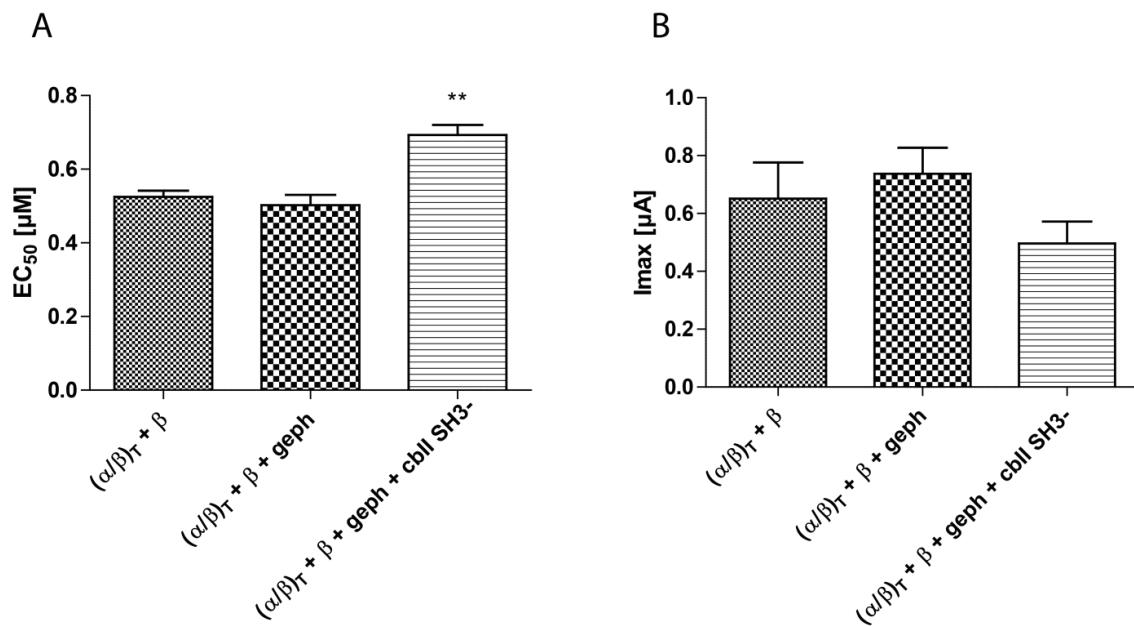 A
EC50 [μM]
0.8
0.6
0.4
0.2
0.0
**
(α/β)T + β
(α/β)T + β + geph
(α/β)T + β + geph + cbII SH3-
B
Imax [μA]
1.0
0.8
0.6
0.4
0.2
0.0
(α/β)T + β
(α/β)T + β + geph
(α/β)T + β + geph + cbII SH3-